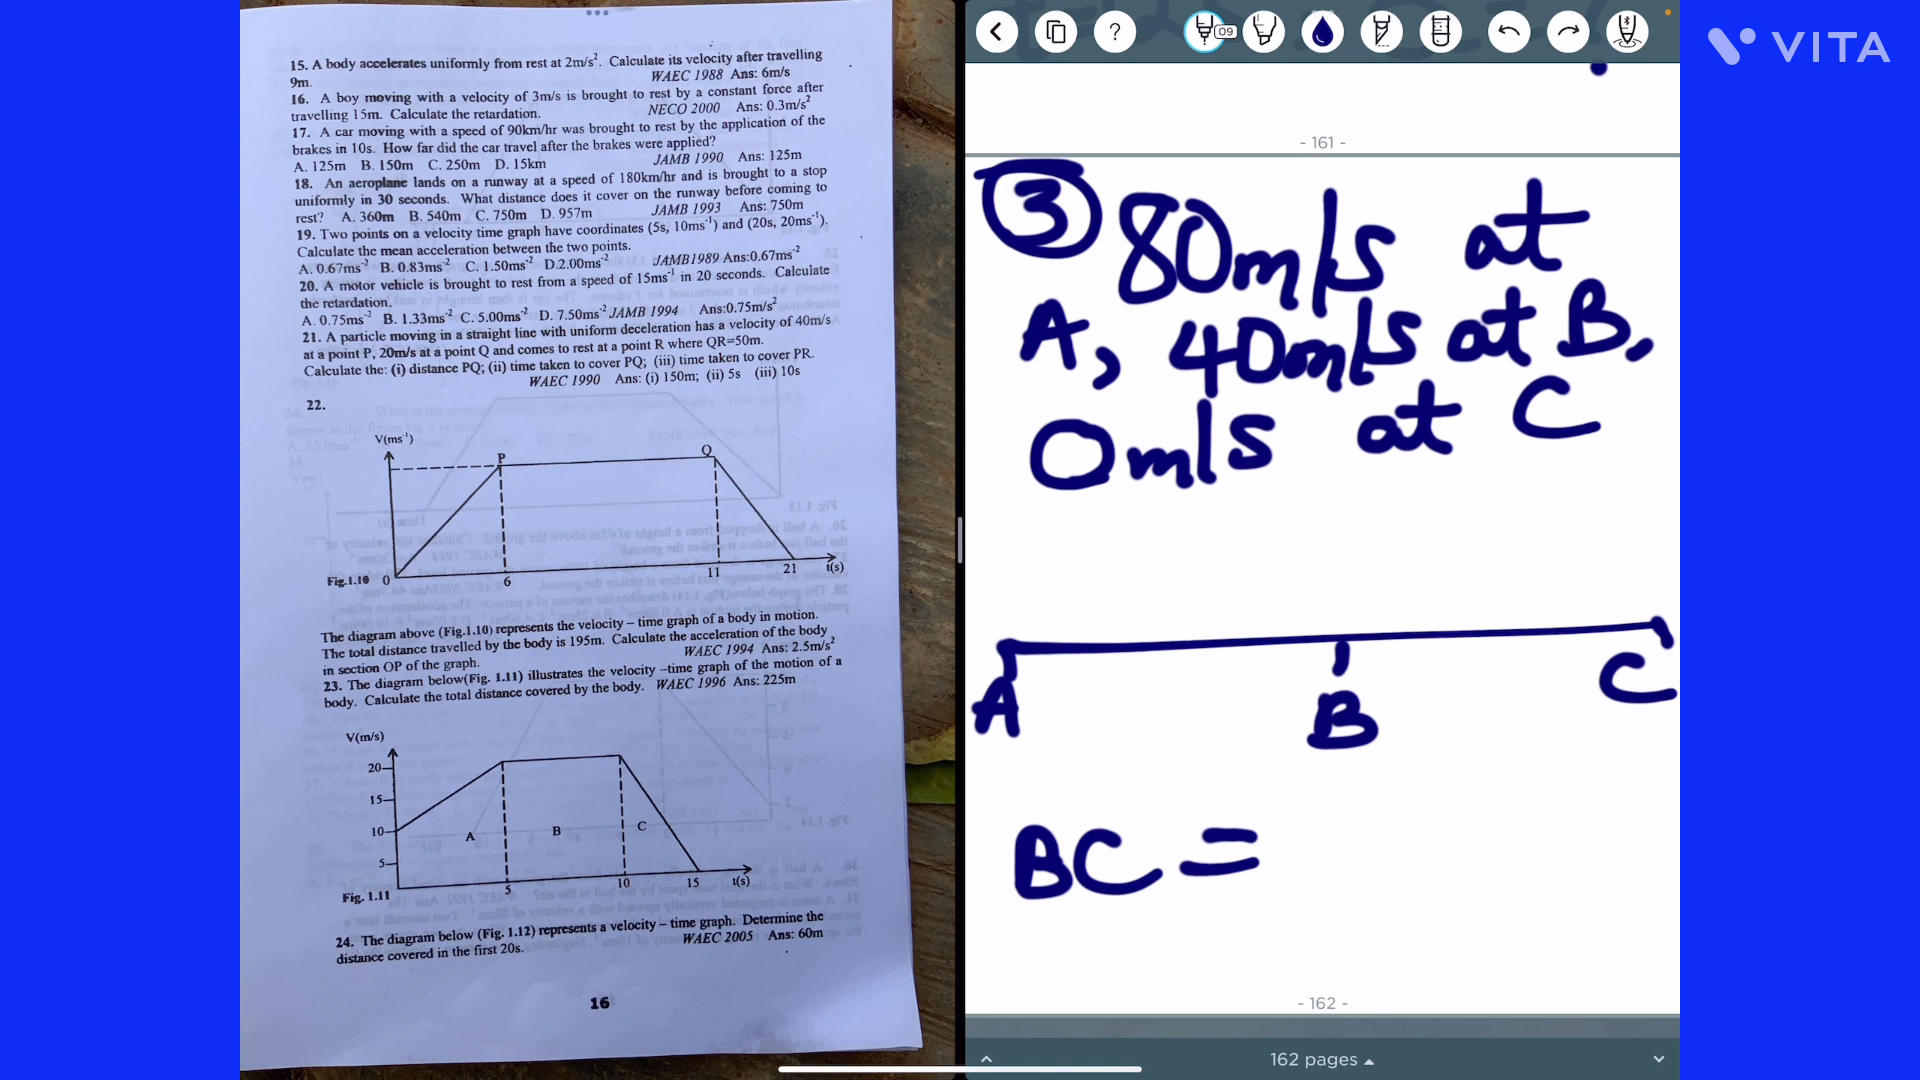 15. A body accelerates uniformly from rest at 2m/s². Calculate its velocity after travelling
9m. WAEC 1988 Ans: 6m/s
16. A boy moving with a velocity of 3m/s is brought to rest by a constant force after
travelling 15m. Calculate the retardation. NECO 2000 Ans: 0.3m/s²
17. A car moving with a speed of 90km/hr was brought to rest by the application of the
brakes in 10s. How far did the car travel after the brakes were applied?
A. 125m B. 150m C. 250m D. 15km JAMB 1990 Ans: 125m
18. An aeroplane lands on a runway at a speed of 180km/hr and is brought to a stop
uniformly in 30 seconds. What distance does it cover on the runway before coming to
rest? A. 360m B. 540m C. 750m D. 957m JAMB 1993 Ans: 750m
19. Two points on a velocity time graph have coordinates (5s, 10ms⁻¹) and (20s, 20ms⁻¹).
Calculate the mean acceleration between the two points.
A. 0.67ms⁻² B. 0.83ms⁻² C. 1.50ms⁻² D.2.00ms⁻² JAMB1989 Ans:0.67ms⁻²
20. A motor vehicle is brought to rest from a speed of 15ms⁻¹ in 20 seconds. Calculate
the retardation.
A. 0.75ms⁻² B. 1.33ms⁻² C. 5.00ms⁻² D. 7.50ms⁻² JAMB 1994 Ans:0.75m/s²
21. A particle moving in a straight line with uniform deceleration has a velocity of 40m/s
at a point P, 20m/s at a point Q and comes to rest at a point R where QR=50m.
Calculate the: (i) distance PQ; (ii) time taken to cover PQ; (iii) time taken to cover PR.
WAEC 1990 Ans: (i) 150m; (ii) 5s (iii) 10s
22.
V(ms⁻¹)
P Q
Fig.1.10 0 6 11 21 t(s)
The diagram above (Fig.1.10) represents the velocity – time graph of a body in motion.
The total distance travelled by the body is 195m. Calculate the acceleration of the body
in section OP of the graph. WAEC 1994 Ans: 2.5m/s²
23. The diagram below(Fig. 1.11) illustrates the velocity –time graph of the motion of a
body. Calculate the total distance covered by the body. WAEC 1996 Ans: 225m
V(m/s)
20
15
10
5
A B C
5 10 15 t(s)
Fig. 1.11
24. The diagram below (Fig. 1.12) represents a velocity – time graph. Determine the
distance covered in the first 20s. WAEC 2005 Ans: 60m
16
? 09
- 161 -
3 80m/s at
A, 40m/s at B,
0m/s at C
A B C
BC =
- 162 -
162 pages
VITA